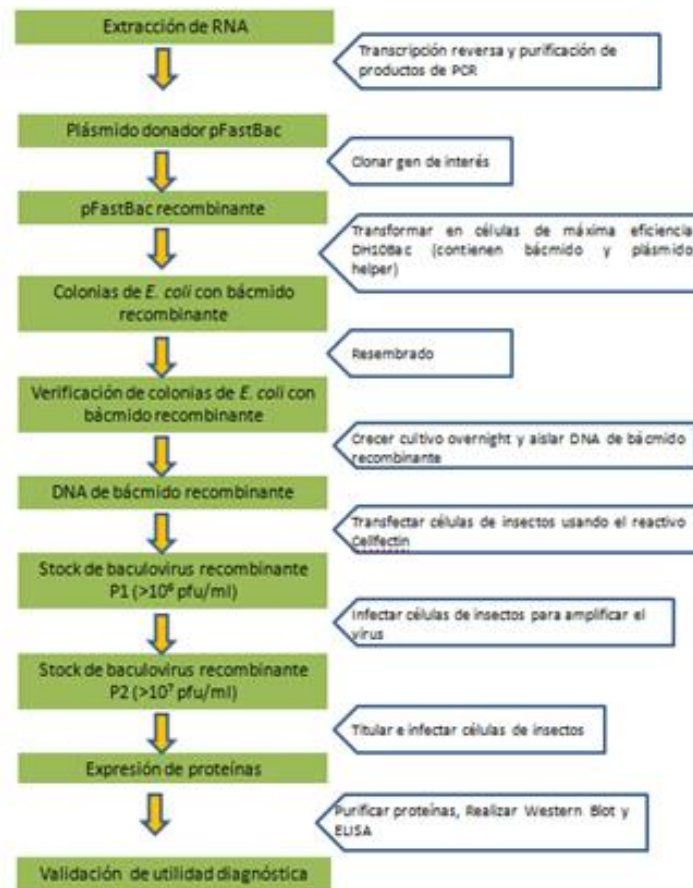 Extracción de RNA
Transcripción reversa y purificación de
productos de PCR
Plásmido donador pFastBac
Clonar gen de interés
pFastBac recombinante
Transformar en células de máxima eficiencia
DH10Bac (contienen bácmido y plásmido
helper)
Colonias de E. coli con bácmido
recombinante
Resembrado
Verificación de colonias de E. coli con
bácmido recombinante
Crecer cultivo overnight y aislar DNA de bácmido
recombinante
DNA de bácmido recombinante
Transfectar células de insectos usando el reactivo
Cellfectin
Stock de baculovirus recombinante
P1 (>10⁶ pfu/ml)
Infectar células de insectos para amplificar el
virus
Stock de baculovirus recombinante
P2 (>10⁷ pfu/ml)
Titular e infectar células de insectos
Expresión de proteínas
Purificar proteínas, Realizar Western Blot y
ELISA
Validación de utilidad diagnóstica